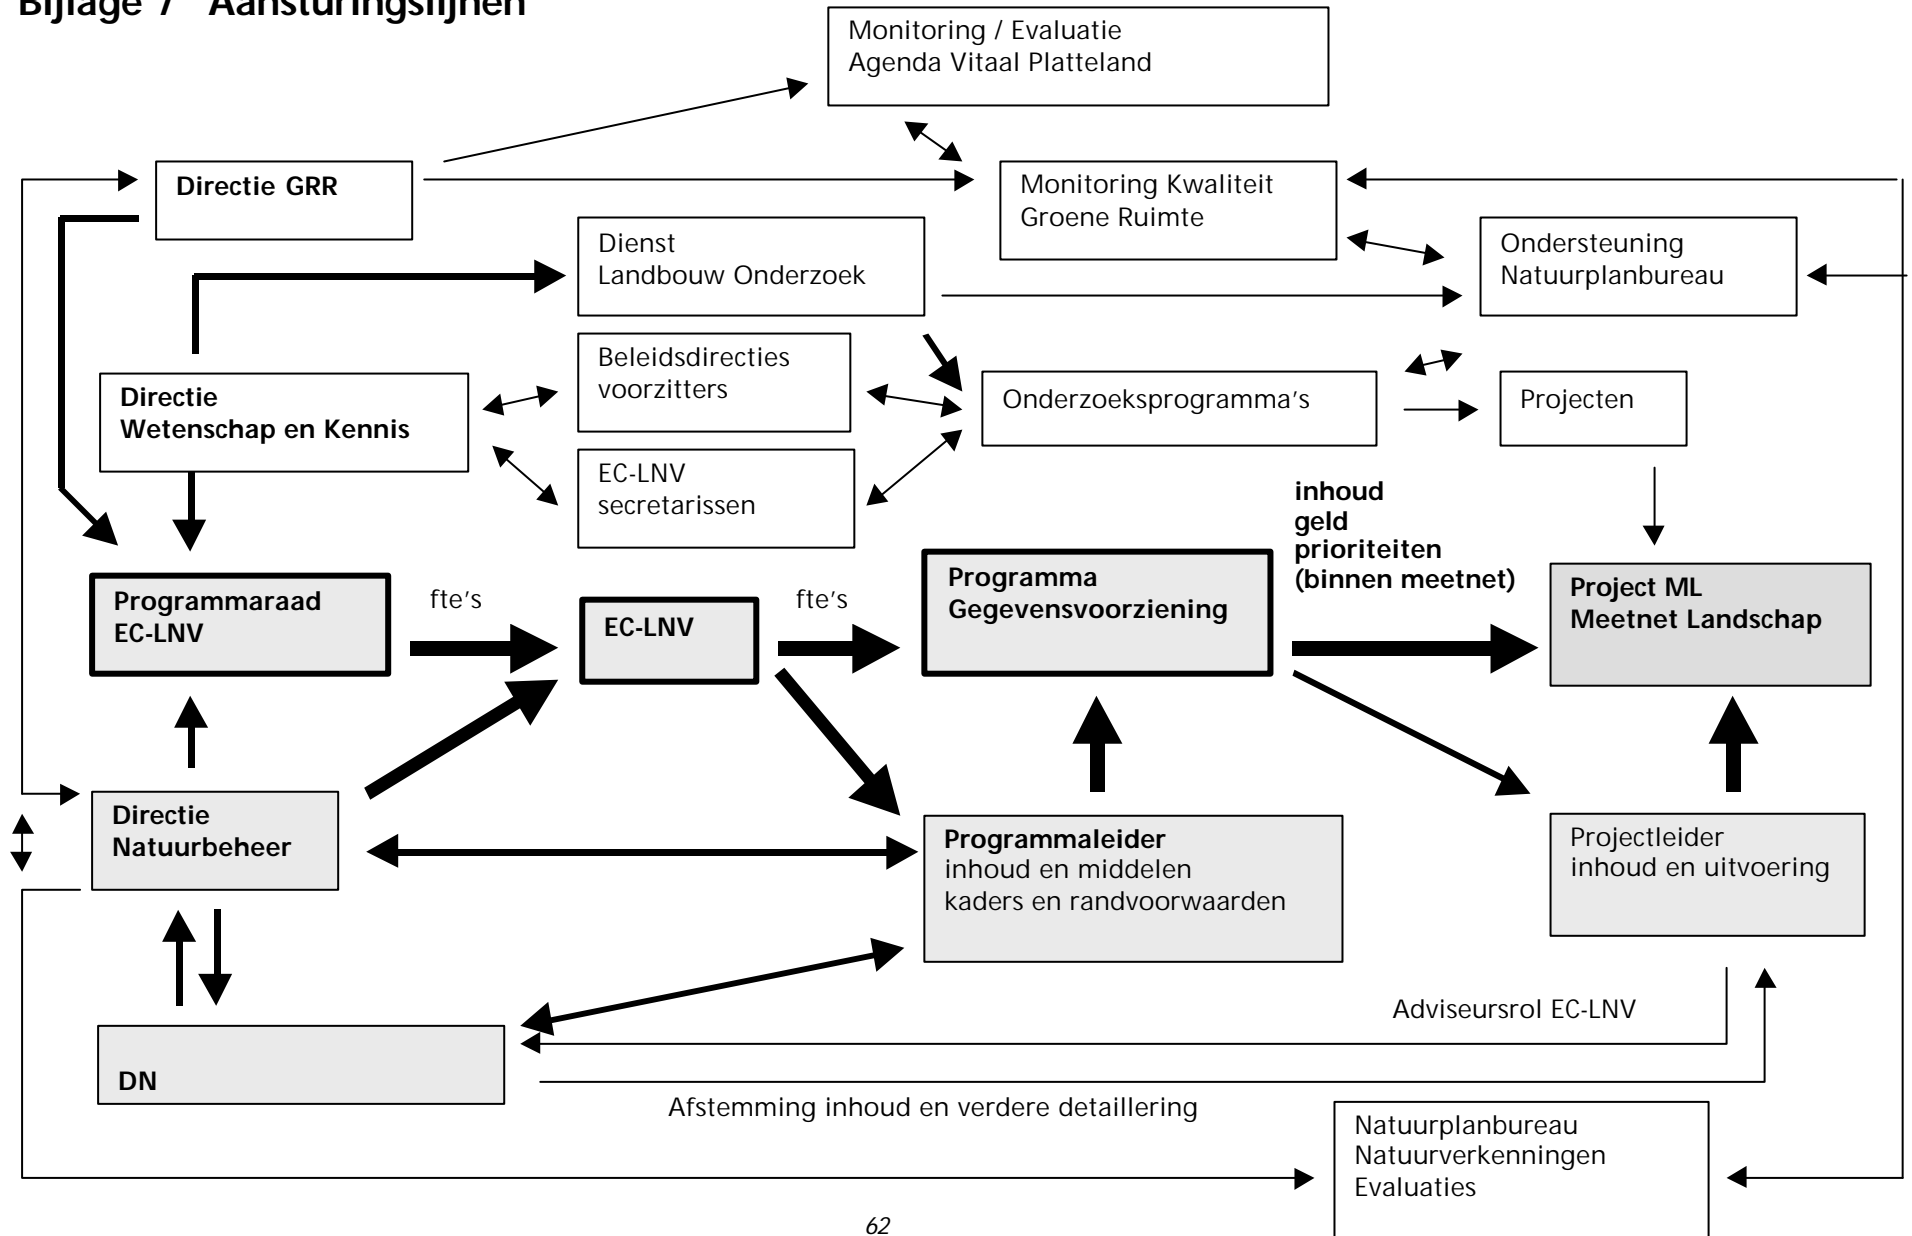 Bijlage 7 Aansturingslijnen
Monitoring / Evaluatie
Agenda Vitaal Platteland
Directie GRR
Monitoring Kwaliteit
Groene Ruimte
Dienst
Landbouw Onderzoek
Ondersteuning
Natuurplanbureau
Beleidsdirecties
voorzitters
Directie
Wetenschap en Kennis
Onderzoeksprogramma's
Projecten
EC-LNV
secretarissen
inhoud
geld
prioriteiten
(binnen meetnet)
Programmaraad
EC-LNV
fte's
EC-LNV
fte's
Programma
Gegevensvoorziening
Project ML
Meetnet Landschap
Directie
Natuurbeheer
Programmaleider
inhoud en middelen
kaders en randvoorwaarden
Projectleider
inhoud en uitvoering
Adviseursrol EC-LNV
DN
Afstemming inhoud en verdere detaillering
Natuurplanbureau
Natuurverkenningen
Evaluaties
62